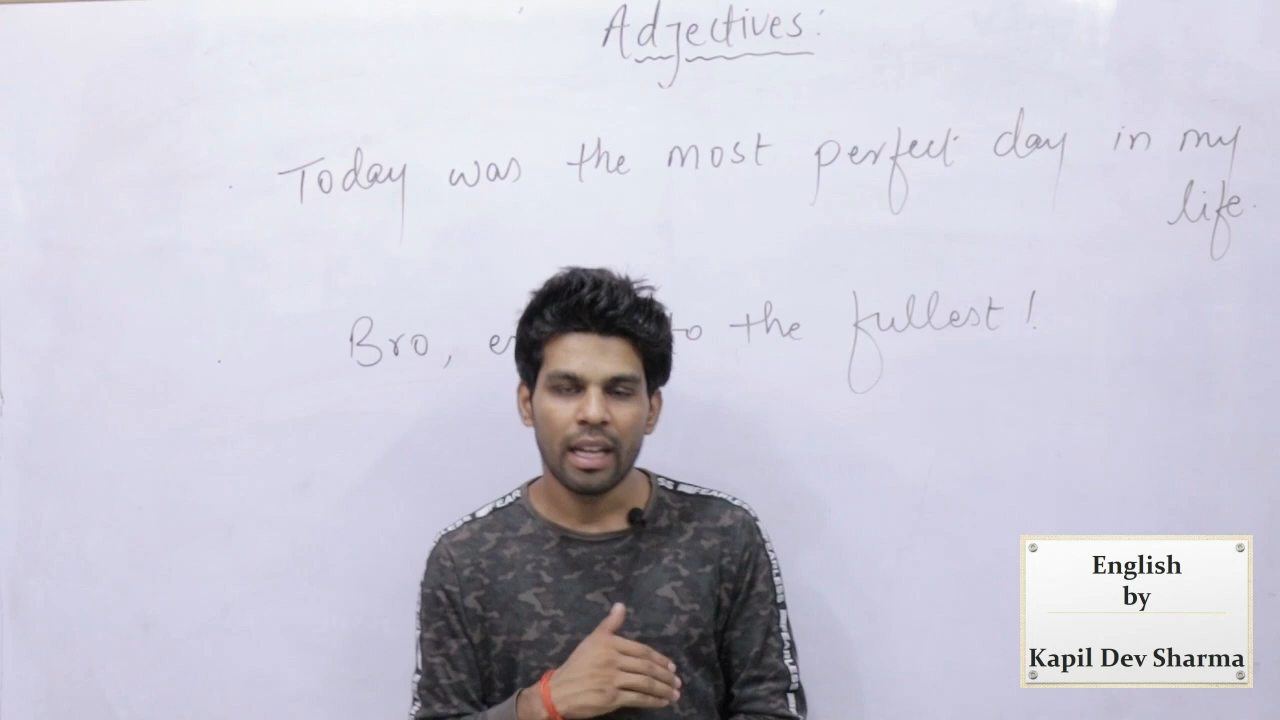 Adjectives:
Today was the most perfect day in my
life.
Bro, to the fullest!
FEARLESS
English
by
Kapil Dev Sharma